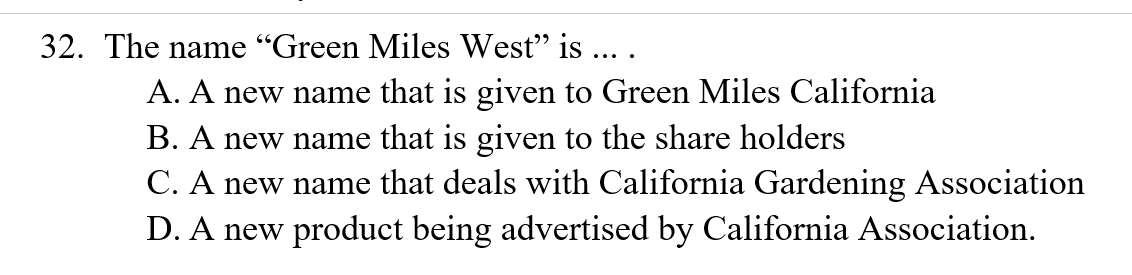 32. The name “Green Miles West” is ... .
A. A new name that is given to Green Miles California
B. A new name that is given to the share holders
C. A new name that deals with California Gardening Association
D. A new product being advertised by California Association.